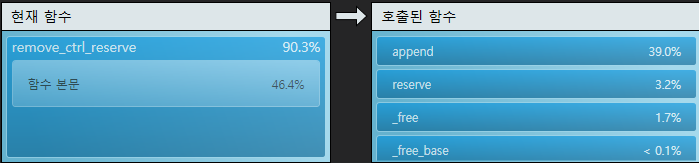 현재 함수
remove_ctrl_reserve 90.3%
함수 본문 46.4%
호출된 함수
append 39.0%
reserve 3.2%
_free 1.7%
_free_base < 0.1%